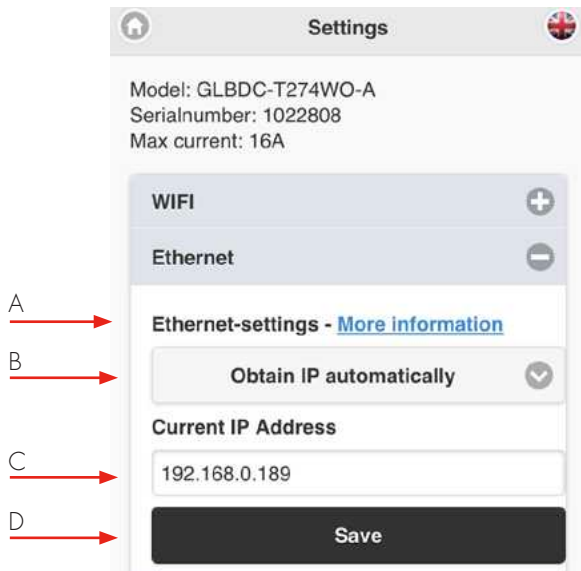 Settings
Model: GLBDC-T274WO-A
Serialnumber: 1022808
Max current: 16A
WIFI
Ethernet
A
Ethernet-settings - More information
B
Obtain IP automatically
Current IP Address
C
192.168.0.189
D
Save